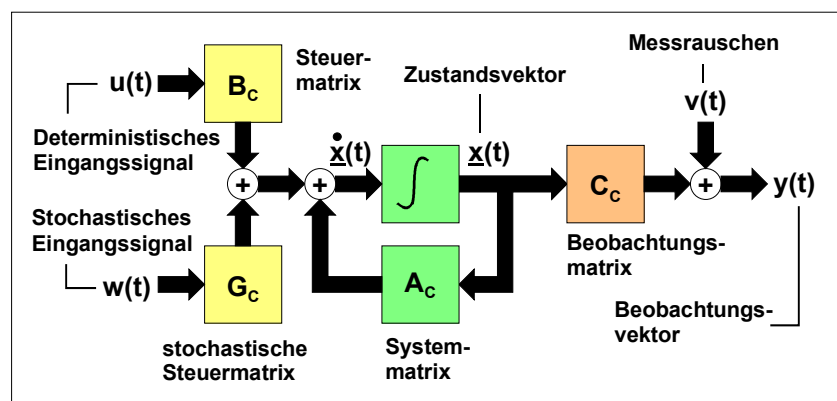 Messrauschen
Steuer-
matrix
Zustandsvektor
u(t)
B_C
v(t)
Deterministisches
Eingangssignal
ẋ(t)
x(t)
+
+
∫
C_C
+
y(t)
Stochastisches
Eingangssignal
Beobachtungs-
matrix
w(t)
G_C
A_C
Beobachtungs-
vektor
stochastische
Steuermatrix
System-
matrix